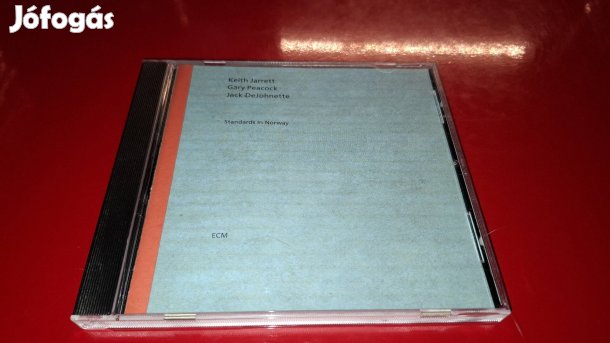 Jófogás
Keith Jarrett
Gary Peacock
Jack DeJohnette
Standards in Norway
ECM